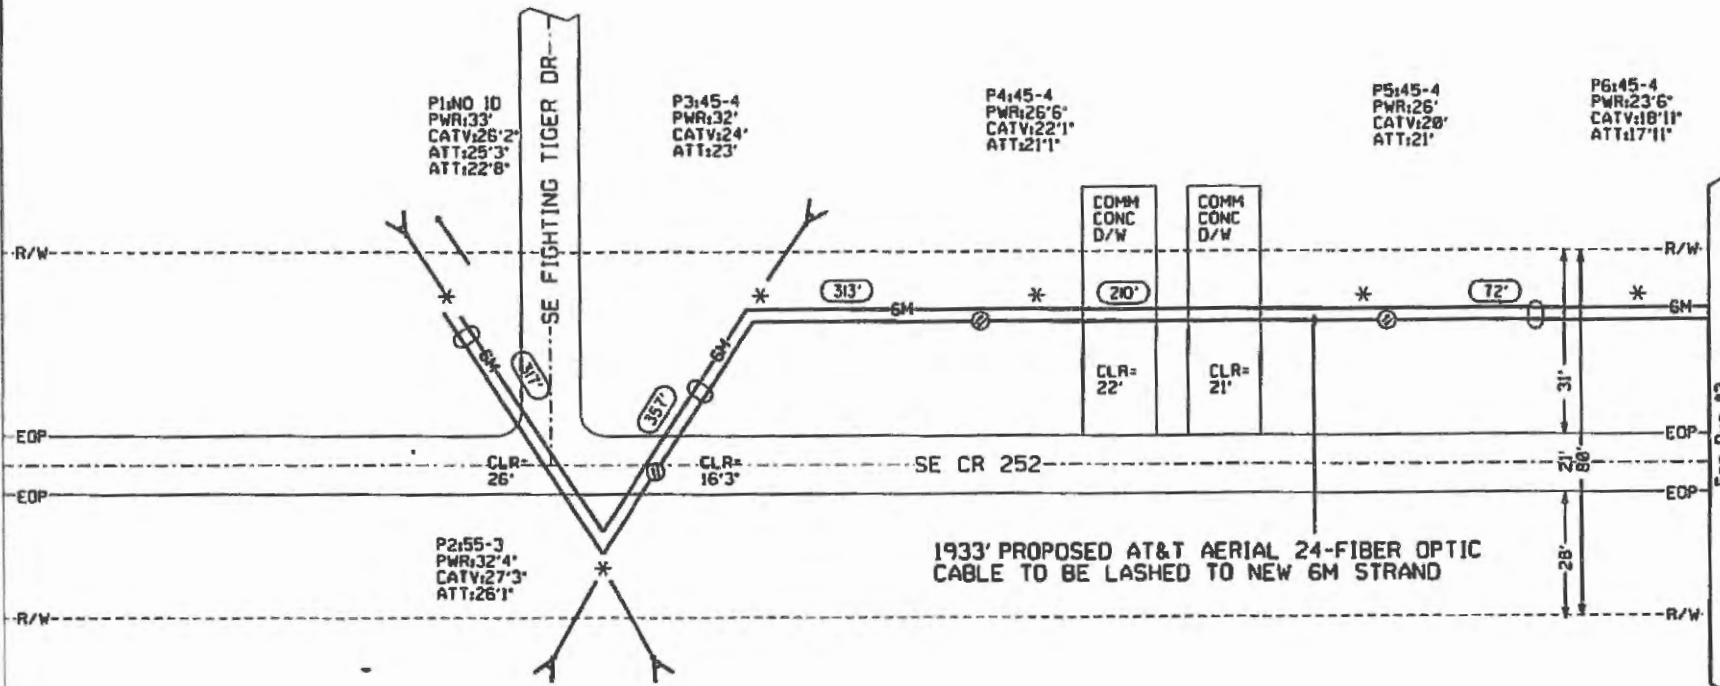 P1:NO ID
PWR:33'
CATV:26'2"
ATT:25'3"
ATT:22'8"
SE FIGHTING TIGER DR
P3:45-4
PWR:32'
CATV:24'
ATT:23'
P4:45-4
PWR:26'6"
CATV:22'1"
ATT:21'1"
P5:45-4
PWR:26'
CATV:20'
ATT:21'
P6:45-4
PWR:23'6"
CATV:18'11"
ATT:17'11"
COMM
CONC
D/W
COMM
CONC
D/W
R/W
R/W
313'
210'
72'
6M
6M
6M
6M
317'
357'
CLR=
22'
CLR=
21'
31'
EOP
EOP
CLR=
26'
CLR=
16'3"
SE CR 252
21'
80'
EOP
EOP
P2:55-3
PWR:32'4"
CATV:27'3"
ATT:26'1"
1933' PROPOSED AT&T AERIAL 24-FIBER OPTIC
CABLE TO BE LASHED TO NEW 6M STRAND
28'
R/W
R/W